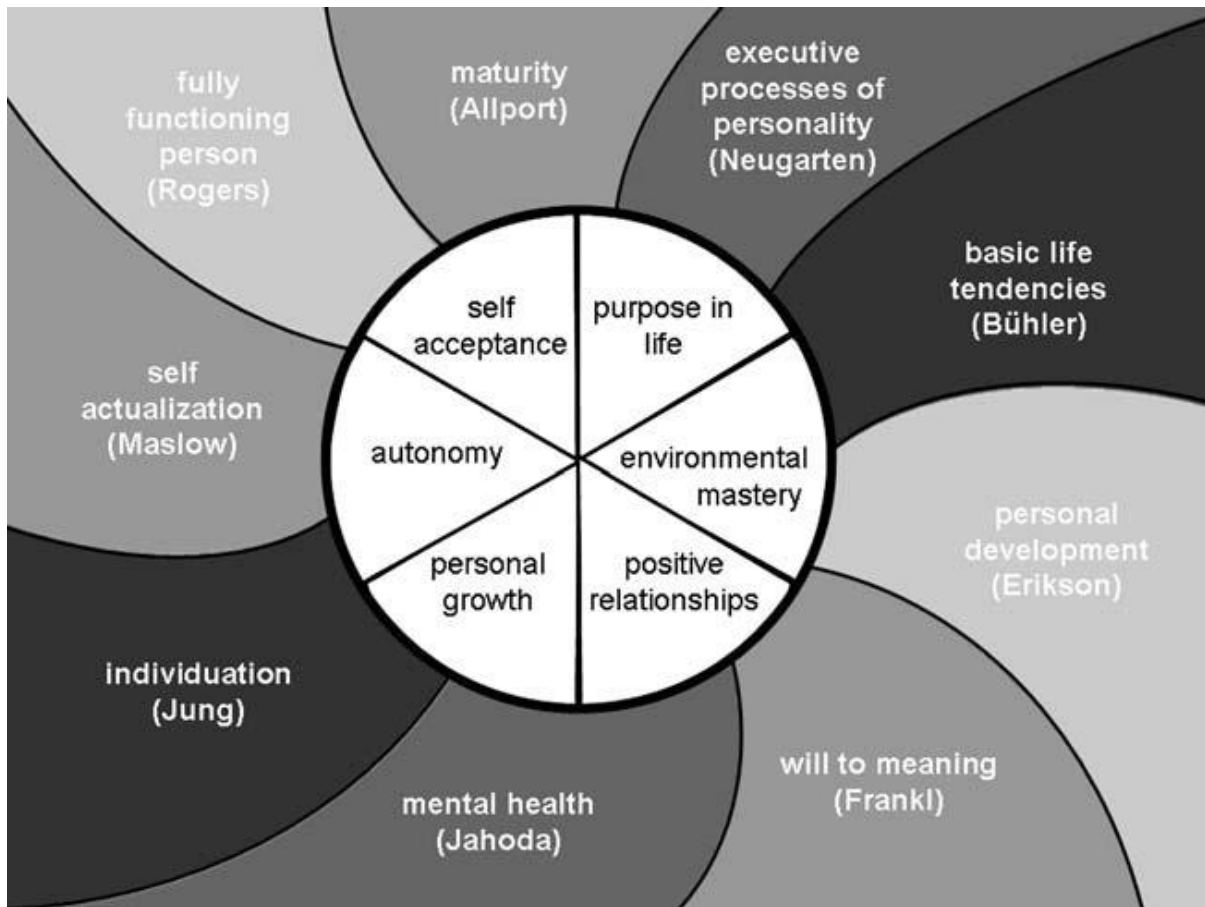 fully
functioning
person
(Rogers)
maturity
(Allport)
executive
processes of
personality
(Neugarten)
basic life
tendencies
(Bühler)
personal
development
(Erikson)
will to meaning
(Frankl)
mental health
(Jahoda)
individuation
(Jung)
self
actualization
(Maslow)
self
acceptance
purpose in
life
environmental
mastery
positive
relationships
personal
growth
autonomy